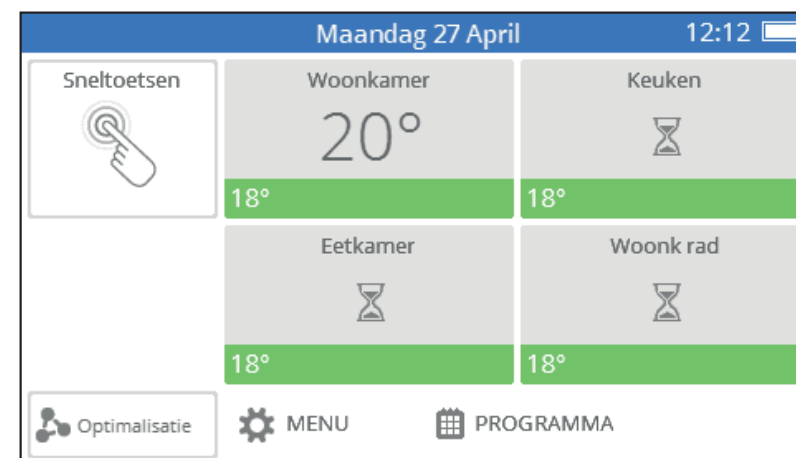 Maandag 27 April 12:12
Sneltoetsen
Woonkamer
20°
18°
Keuken
18°
Eetkamer
18°
Woonk rad
18°
Optimalisatie
MENU
PROGRAMMA